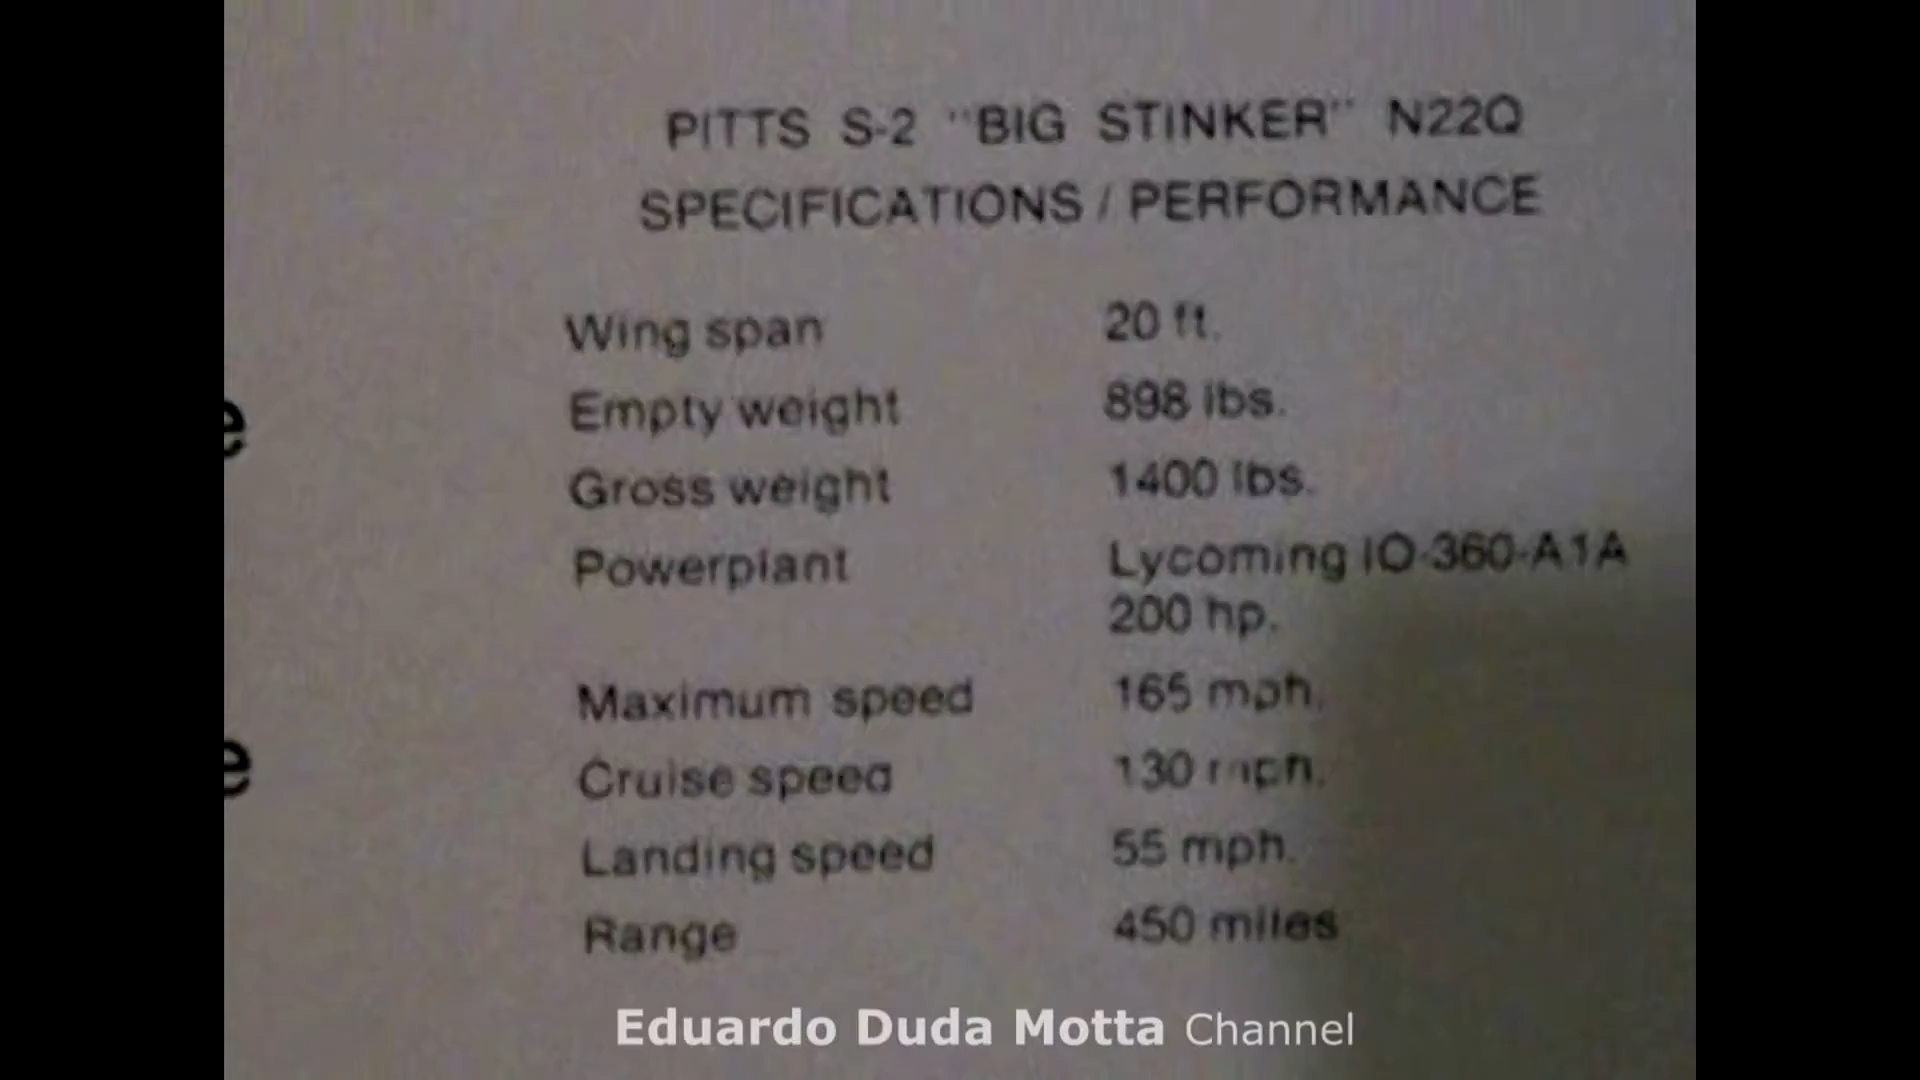 PITTS S-2 "BIG STINKER" N22Q
SPECIFICATIONS / PERFORMANCE
Wing span 20 ft.
Empty weight 898 lbs.
Gross weight 1400 lbs.
Powerplant Lycoming IO-360-A1A
200 hp.
Maximum speed 165 mph.
Cruise speed 130 mph.
Landing speed 55 mph.
Range 450 miles
e
e
Eduardo Duda Motta Channel